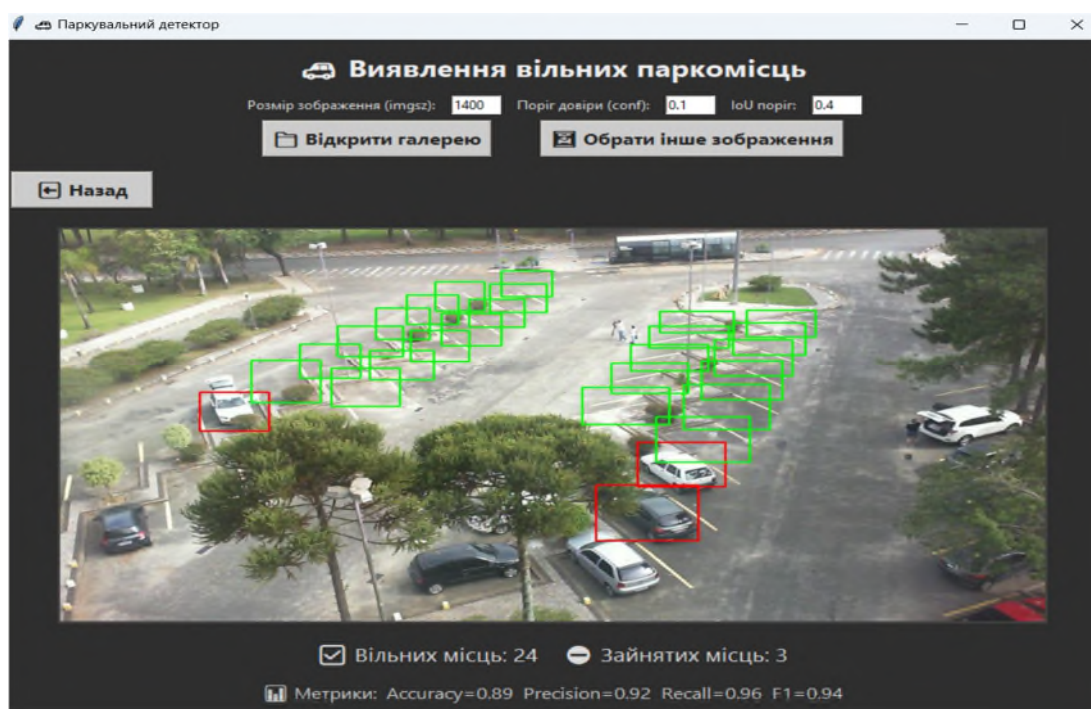 Паркувальний детектор
Виявлення вільних паркомісць
Розмір зображення (imgsz): 1400 Поріг довіри (conf): 0.1 IoU поріг: 0.4
Відкрити галерею Обрати інше зображення
Назад
Вільних місць: 24 Зайнятих місць: 3
Метрики: Accuracy=0.89 Precision=0.92 Recall=0.96 F1=0.94